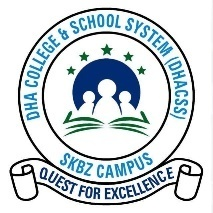 DHA COLLEGE & SCHOOL SYSTEM (DHACSS)
SKBZ CAMPUS
QUEST FOR EXCELLENCE